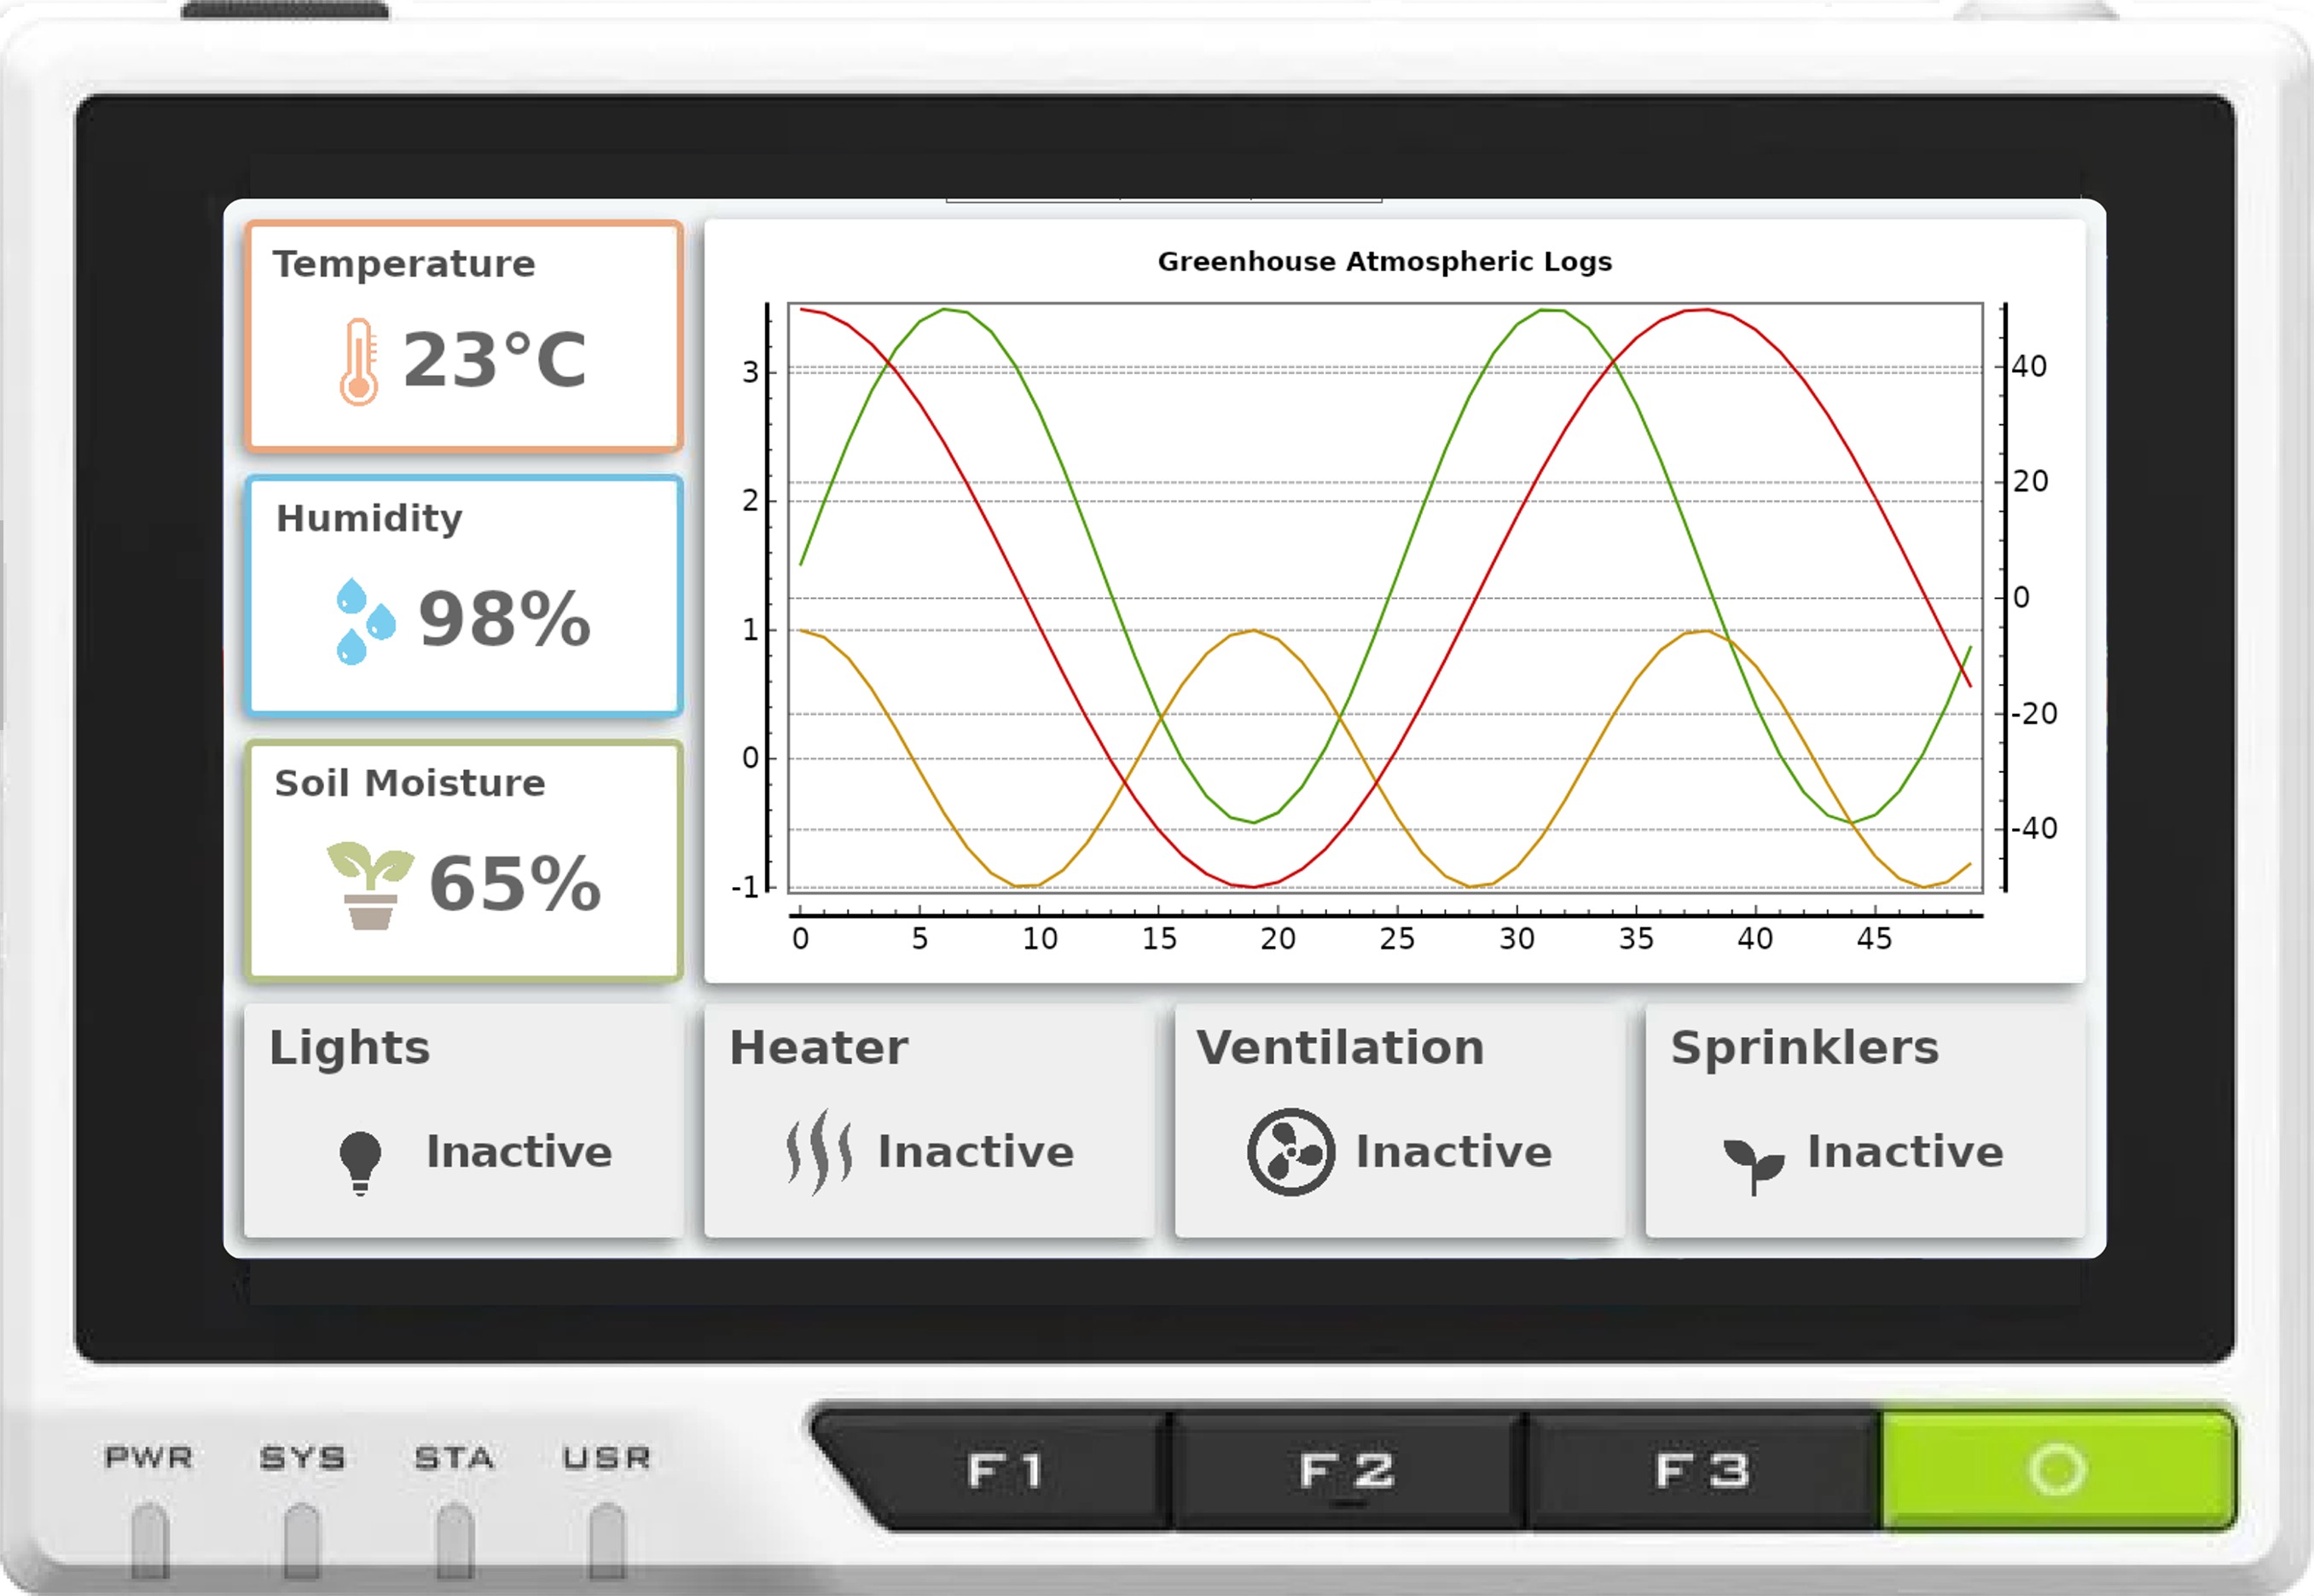 Temperature
23°C
Humidity
98%
Soil Moisture
65%
Greenhouse Atmospheric Logs
3
2
1
0
-1
40
20
0
-20
-40
0 5 10 15 20 25 30 35 40 45
Lights
Inactive
Heater
Inactive
Ventilation
Inactive
Sprinklers
Inactive
PWR SYS STA USR
F1 F2 F3